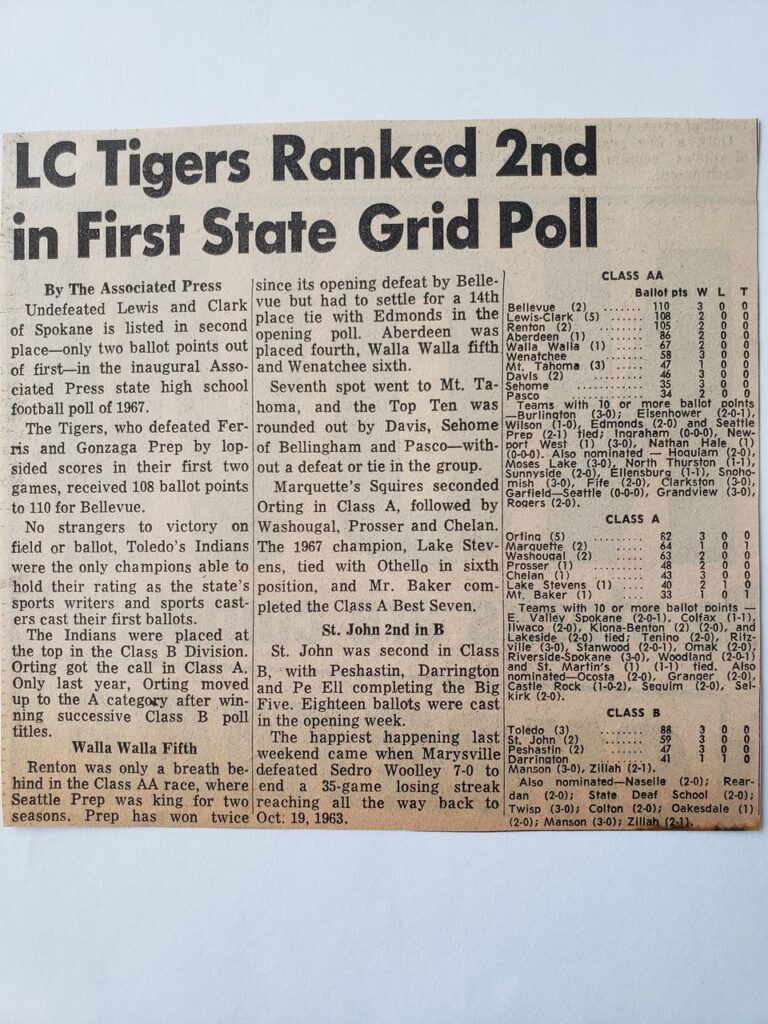 LC Tigers Ranked 2nd
in First State Grid Poll
By The Associated Press
Undefeated Lewis and Clark
of Spokane is listed in second
place—only two ballot points out
of first—in the inaugural Asso-
ciated Press state high school
football poll of 1967.
The Tigers, who defeated Fer-
ris and Gonzaga Prep by lop-
sided scores in their first two
games, received 108 ballot points
to 110 for Bellevue.
No strangers to victory on
field or ballot, Toledo's Indians
were the only champions able to
hold their rating as the state's
sports writers and sports cast-
ers cast their first ballots.
The Indians were placed at
the top in the Class B Division.
Orting got the call in Class A.
Only last year, Orting moved
up to the A category after win-
ning successive Class B poll
titles.
Walla Walla Fifth
Renton was only a breath be-
hind in the Class AA race, where
Seattle Prep was king for two
seasons. Prep has won twice
since its opening defeat by Belle-
vue but had to settle for a 14th
place tie with Edmonds in the
opening poll. Aberdeen was
placed fourth, Walla Walla fifth
and Wenatchee sixth.
Seventh spot went to Mt. Ta-
homa, and the Top Ten was
rounded out by Davis, Sehome
of Bellingham and Pasco—with-
out a defeat or tie in the group.
Marquette's Squires seconded
Orting in Class A, followed by
Washougal, Prosser and Chelan.
The 1967 champion, Lake Stev-
ens, tied with Othello in sixth
position, and Mr. Baker com-
pleted the Class A Best Seven.
St. John 2nd in B
St. John was second in Class
B, with Peshastin, Darrington
and Pe Ell completing the Big
Five. Eighteen ballots were cast
in the opening week.
The happiest happening last
weekend came when Marysville
defeated Sedro Woolley 7-0 to
end a 35-game losing streak
reaching all the way back to
Oct. 19, 1963.
CLASS AA
Ballot pts W L T
Bellevue (2) ....... 110 3 0 0
Lewis-Clark (5) ..... 108 2 0 0
Renton (2) ........ 105 2 0 0
Aberdeen (1) ...... 86 2 0 0
Walla Walla (1) .... 67 2 0 0
Wenatchee ........ 58 3 0 0
Mt. Tahoma (3) .... 47 1 0 0
Davis (2) ........ 46 3 0 0
Sehome ........ 35 3 0 0
Pasco ........ 34 2 0 0
Teams with 10 or more ballot points
—Burlington (3-0); Eisenhower (2-0-1),
Wilson (1-0), Edmonds (2-0) and Seattle
Prep (2-1) tied; Ingraham (0-0-0), New-
port West (1) (3-0), Nathan Hale (1)
(0-0-0). Also nominated — Hoquiam (2-0),
Moses Lake (3-0), North Thurston (1-1),
Sunnyside (2-0), Ellensburg (1-1), Snoho-
mish (3-0), Fife (2-0), Clarkston (3-0),
Garfield—Seattle (0-0-0), Grandview (3-0),
Rogers (2-0).
CLASS A
Orting (5) ........ 82 3 0 0
Marquette (2) ..... 64 1 0 1
Washougal (2) ..... 63 2 0 0
Prosser (1) ....... 48 2 0 0
Chelan (1) ........ 43 3 0 0
Lake Stevens (1) .... 40 2 0 0
Mt. Baker (1) ...... 33 1 0 1
Teams with 10 or more ballot points —
E. Valley Spokane (2-0-1), Colfax (1-1),
Ilwaco (2-0), Kiona-Benton (2) (2-0), and
Lakeside (2-0) tied; Tenino (2-0), Ritz-
ville (3-0), Stanwood (2-0-1), Omak (2-0),
Riverside-Spokane (3-0), Woodland (2-0-1)
and St. Martin's (1) (1-1) tied. Also
nominated—Ocosta (2-0), Granger (2-0),
Castle Rock (1-0-2), Sequim (2-0), Sel-
kirk (2-0).
CLASS B
Toledo (3) ........ 88 3 0 0
St. John (2) ....... 59 3 0 0
Peshastin (2) ...... 47 3 0 0
Darrington ........ 41 1 1 0
Manson (3-0), Zillah (2-1).
Also nominated—Naselle (2-0); Rear-
dan (2-0); State Deaf School (2-0);
Twisp (3-0); Colton (2-0); Oakesdale (1)
(2-0); Manson (3-0); Zillah (2-1).